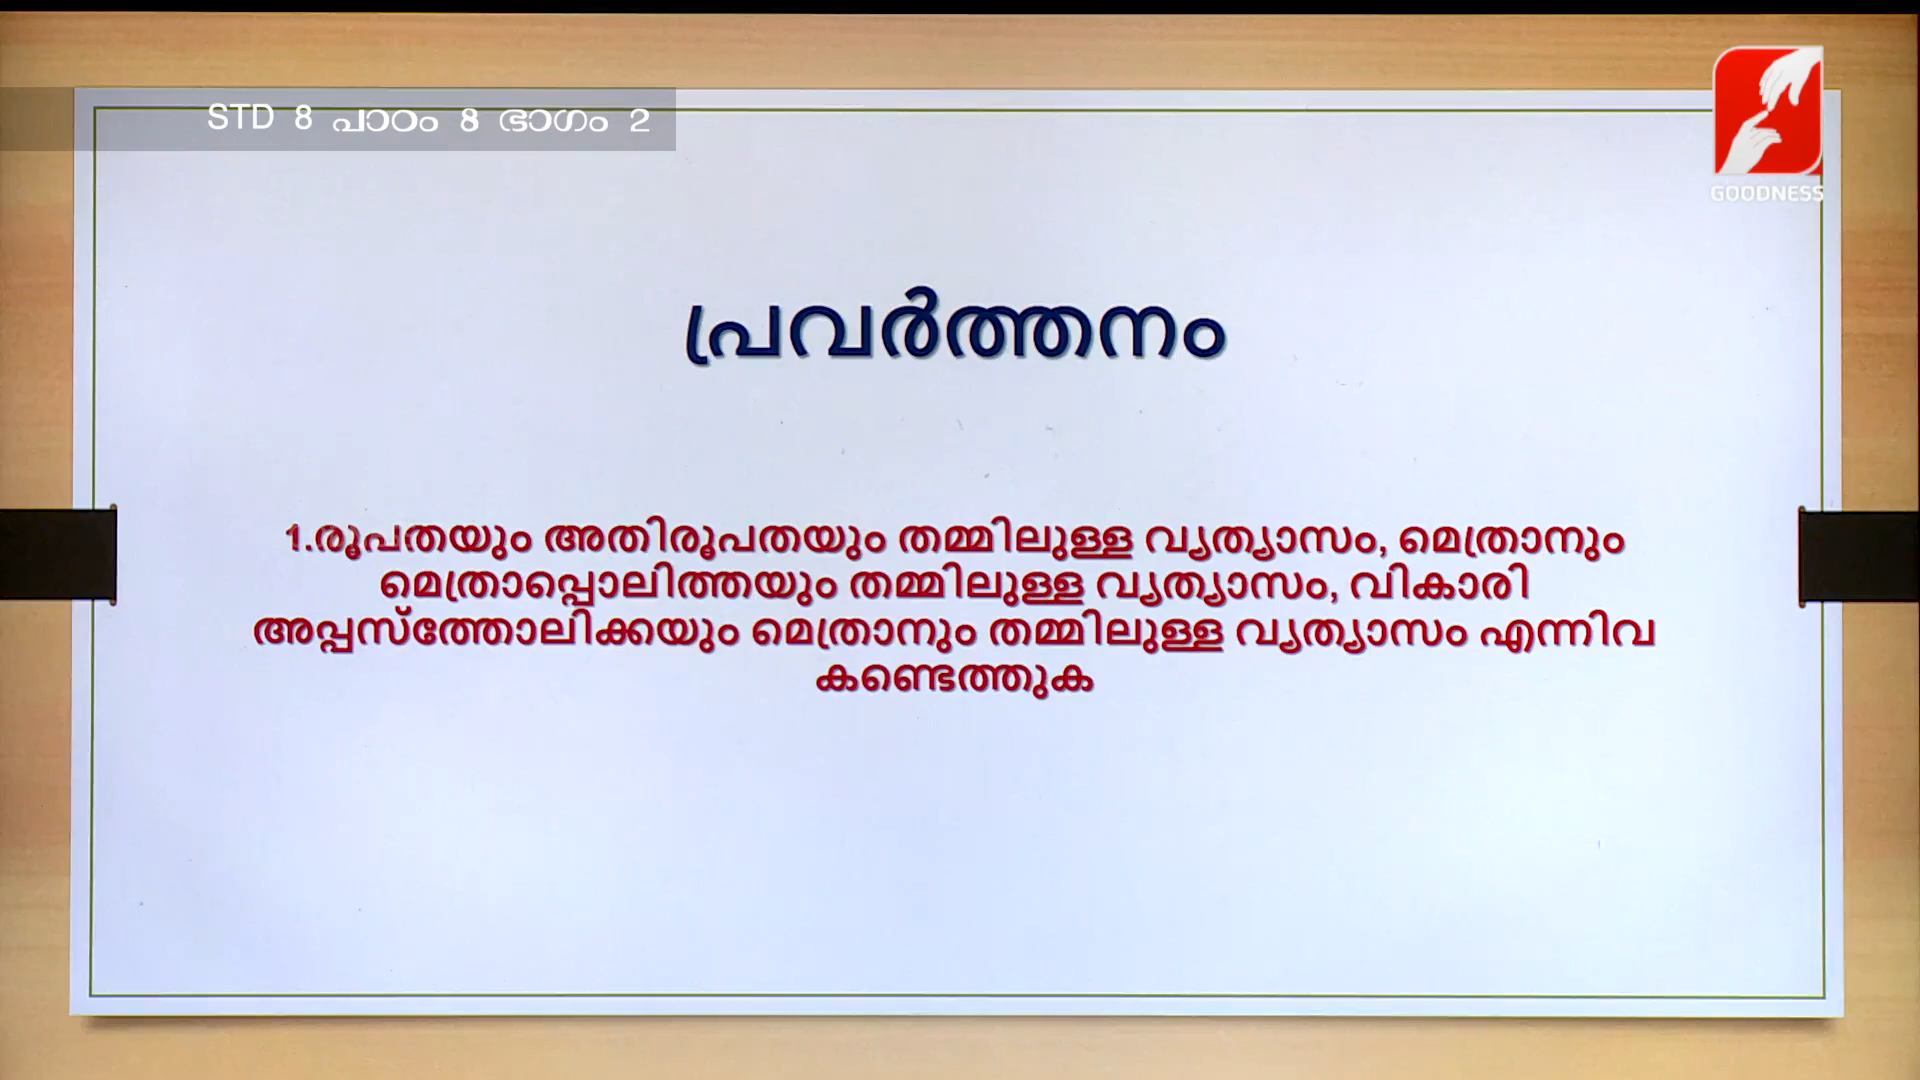 STD 8 പാഠം 8 ഭാഗം 2
GOODNESS
പ്രവർത്തനം
1.രൂപതയും അതിരൂപതയും തമ്മിലുള്ള വ്യത്യാസം, മെത്രാനും
മെത്രാപ്പൊലിത്തയും തമ്മിലുള്ള വ്യത്യാസം, വികാരി
അപ്പസ്ത്തോലിക്കയും മെത്രാനും തമ്മിലുള്ള വ്യത്യാസം എന്നിവ
കണ്ടെത്തുക